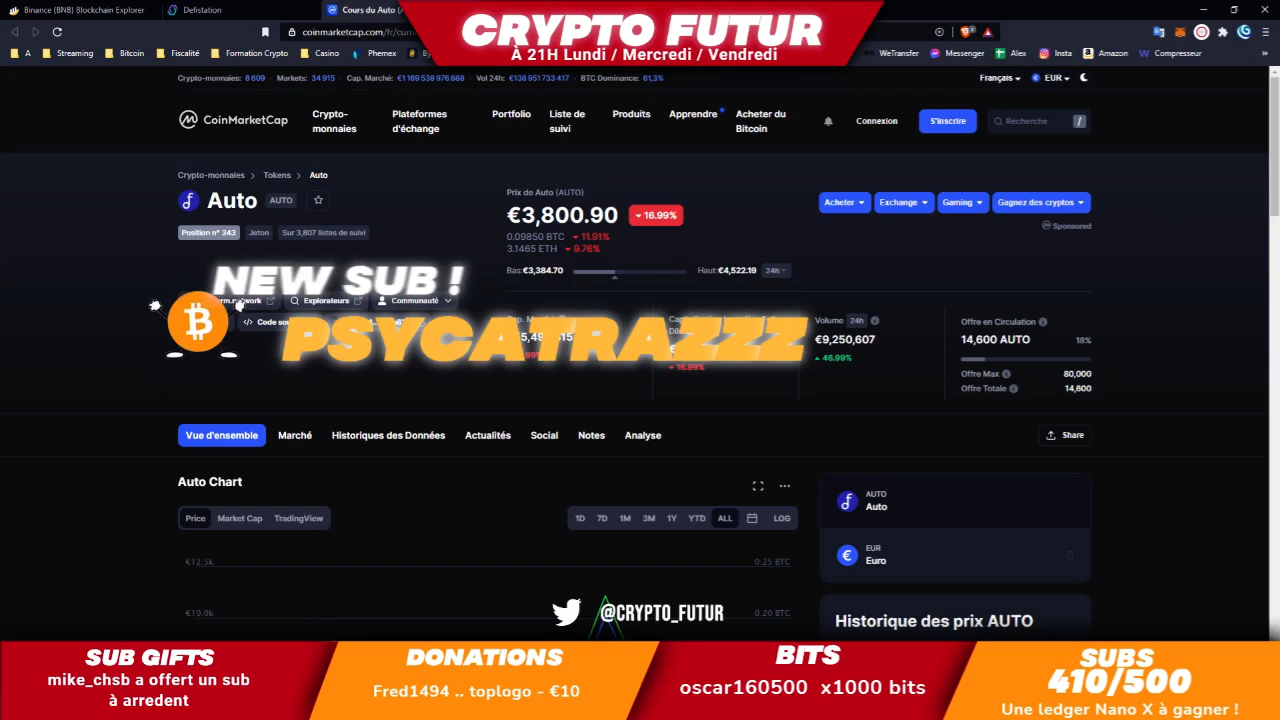 Binance (BNB) Blockchain Explorer
Defistation
Cours du Auto (A
CRYPTO FUTUR
À 21H Lundi / Mercredi / Vendredi
coinmarketcap.com/fr/curr
A
Streaming
Bitcoin
Fiscalité
Formation Crypto
Casino
Phemex
WeTransfer
Messenger
Alex
Insta
Amazon
Compresseur
Crypto-monnaies: 8 609
Markets: 34 915
Cap. Marché: €1 169 538 976 888
Vol 24h: €138 951 733 417
BTC Dominance: 61,3%
Français
EUR
CoinMarketCap
Crypto-monnaies
Plateformes d'échange
Portfolio
Liste de suivi
Produits
Apprendre
Acheter du Bitcoin
Connexion
S'inscrire
Recherche
/
Crypto-monnaies > Tokens > Auto
Auto AUTO
Position n° 343
Jeton
Sur 3,807 listes de suivi
Prix de Auto (AUTO)
€3,800.90
16.99%
0.09850 BTC 11.91%
3.1465 ETH 9.76%
Bas:€3,384.70
Haut:€4,522.19
24h
Acheter
Exchange
Gaming
Gagnez des cryptos
Sponsored
NEW SUB !
Explorateurs
Communauté
PSYCATRAZZZ
16.99%
Volume 24h
€9,250,607
46.99%
Offre en Circulation
14,600 AUTO
18%
Offre Max
80,000
Offre Totale
14,600
Vue d'ensemble
Marché
Historiques des Données
Actualités
Social
Notes
Analyse
Share
Auto Chart
Price
Market Cap
TradingView
1D
7D
1M
3M
1Y
YTD
ALL
LOG
€12.5k
0.25 BTC
€10.0k
0.20 BTC
AUTO
Auto
EUR
Euro
0
Historique des prix AUTO
@CRYPTO_FUTUR
SUB GIFTS
mike_chsb a offert un sub
à arredent
DONATIONS
Fred1494 .. toplogo - €10
BITS
oscar160500 x1000 bits
SUBS
410/500
Une ledger Nano X à gagner !